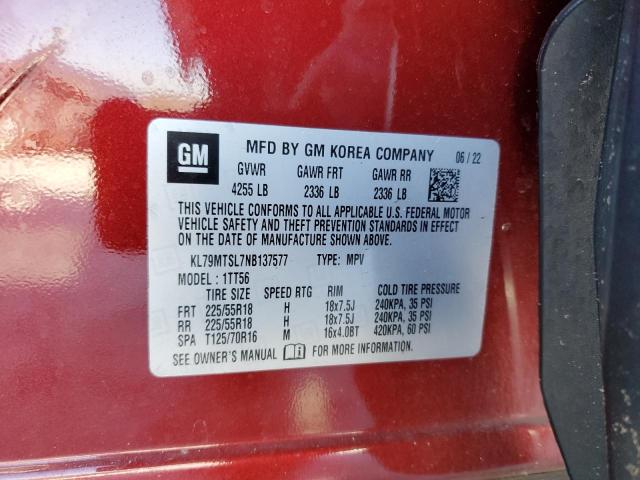 GM MFD BY GM KOREA COMPANY 06/22
GVWR GAWR FRT GAWR RR
4255 LB 2336 LB 2336 LB
THIS VEHICLE CONFORMS TO ALL APPLICABLE U.S. FEDERAL MOTOR
VEHICLE SAFETY AND THEFT PREVENTION STANDARDS IN EFFECT
ON THE DATE OF MANUFACTURE SHOWN ABOVE.
KL79MTSL7NB137577 TYPE: MPV
MODEL: 1TT56
TIRE SIZE SPEED RTG RIM COLD TIRE PRESSURE
FRT 225/55R18 H 18x7.5J 240KPA, 35 PSI
RR 225/55R18 H 18x7.5J 240KPA, 35 PSI
SPA T125/70R16 M 16x4.0BT 420KPA, 60 PSI
SEE OWNER'S MANUAL FOR MORE INFORMATION.